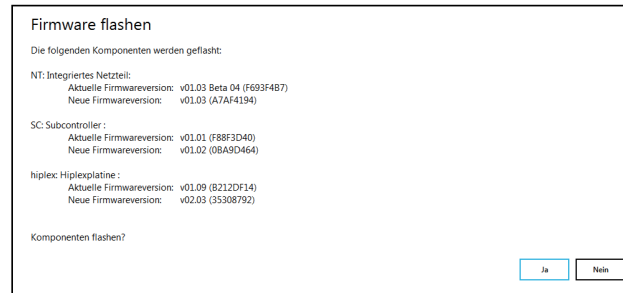 Firmware flashen
Die folgenden Komponenten werden geflasht:
NT: Integriertes Netzteil:
Aktuelle Firmwareversion: v01.03 Beta 04 (F693F4B7)
Neue Firmwareversion: v01.03 (A7AF4194)
SC: Subcontroller :
Aktuelle Firmwareversion: v01.01 (F88F3D40)
Neue Firmwareversion: v01.02 (0BA9D464)
hiplex: Hiplexplatine :
Aktuelle Firmwareversion: v01.09 (B212DF14)
Neue Firmwareversion: v02.03 (35308792)
Komponenten flashen?
Ja Nein